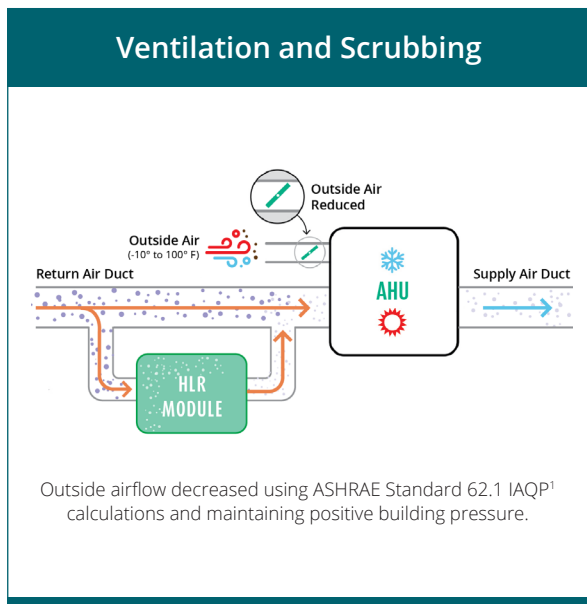 Ventilation and Scrubbing
Outside Air
Reduced
Outside Air
(-10° to 100° F)
Return Air Duct
Supply Air Duct
AHU
HLR
MODULE
Outside airflow decreased using ASHRAE Standard 62.1 IAQP¹
calculations and maintaining positive building pressure.